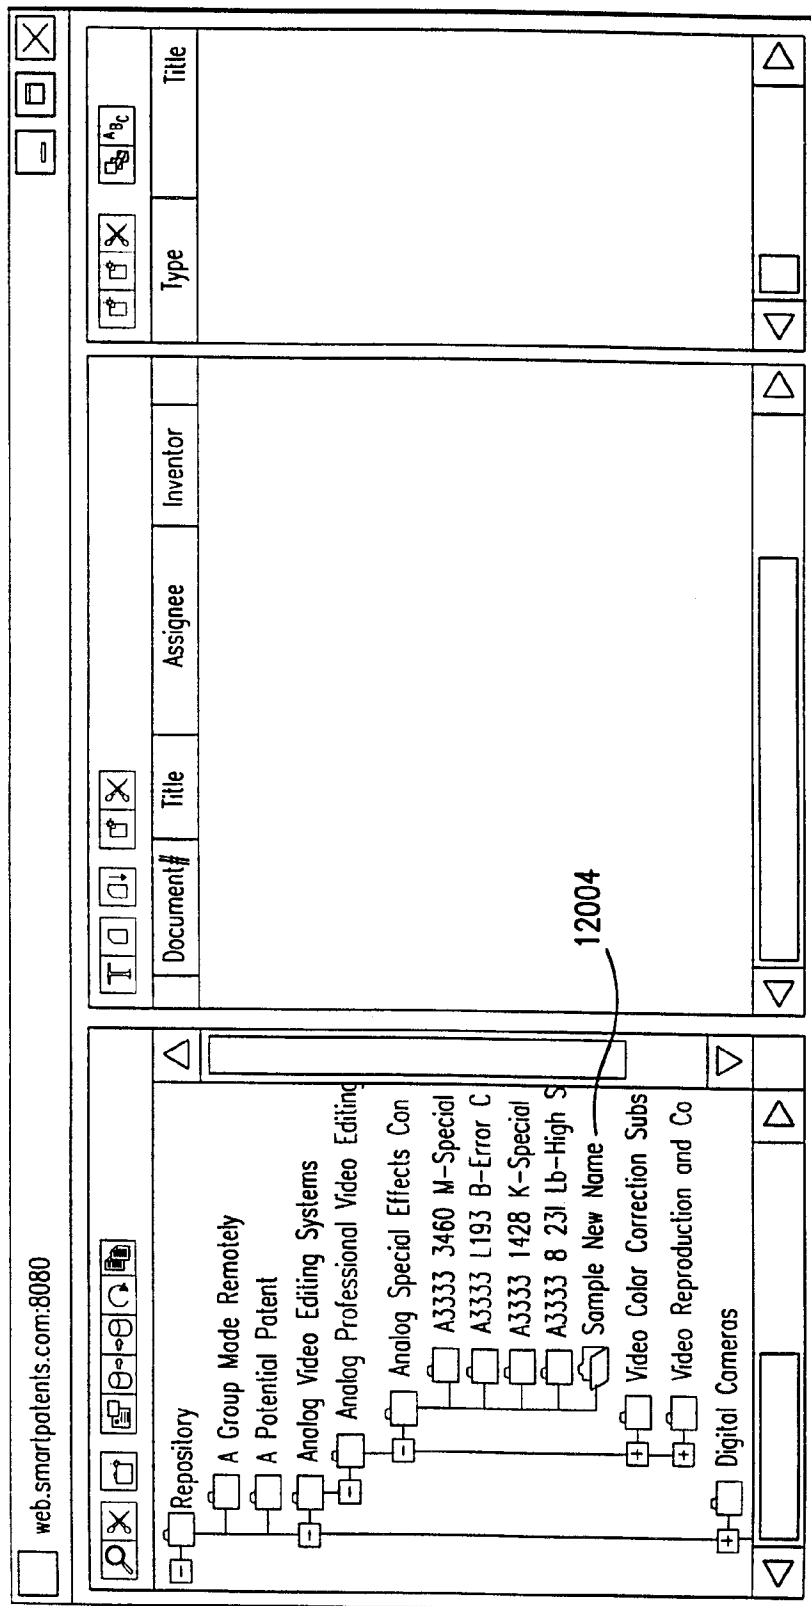 web.smartpatents.com:8080
Repository
A Group Made Remotely
A Potential Patent
Analog Video Editing Systems
Analog Professional Video Editing
Analog Special Effects Con
A3333 3460 M-Special
A3333 L193 B-Error C
A3333 1428 K-Special
A3333 8 231 Lb-High S
Sample New Name
12004
Video Color Correction Subs
Video Reproduction and Co
Digital Cameras
Document# Title Assignee Inventor
ABC
Type Title